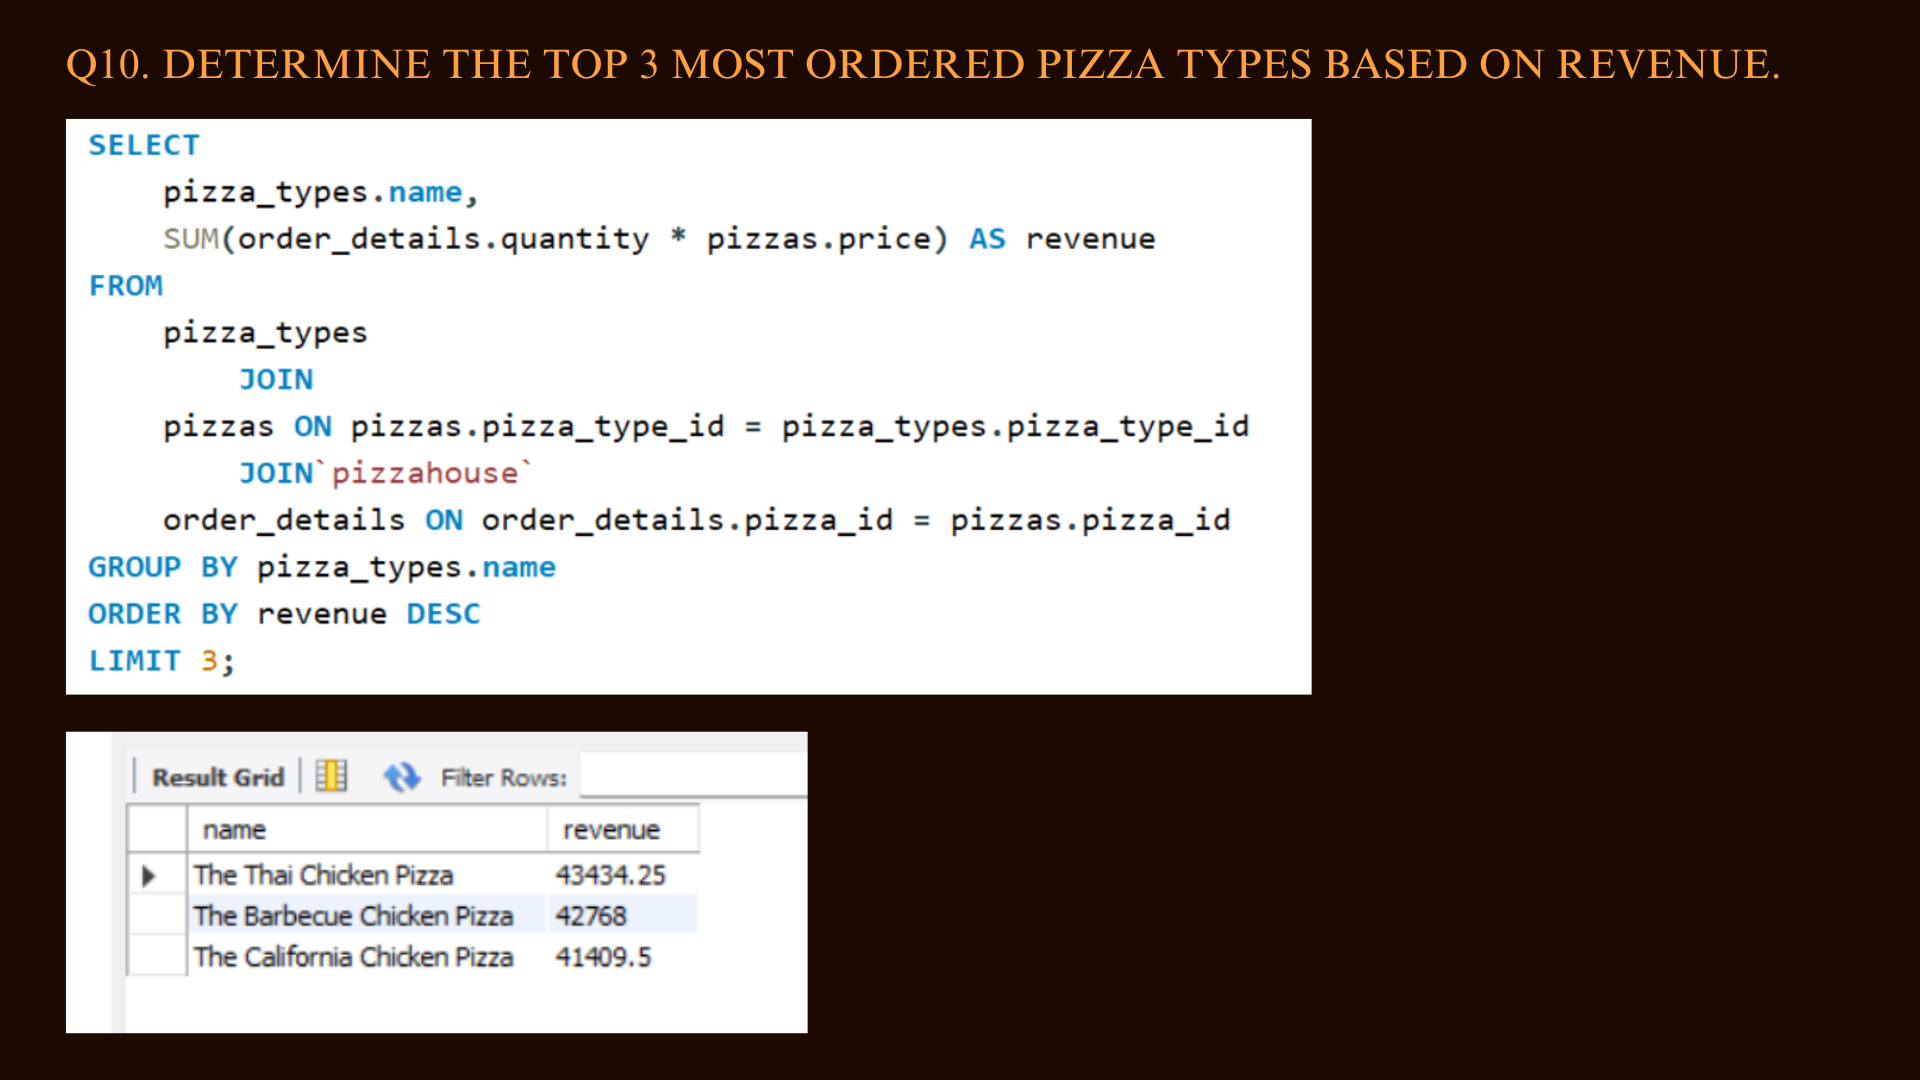 Q10. DETERMINE THE TOP 3 MOST ORDERED PIZZA TYPES BASED ON REVENUE.
SELECT
pizza_types.name,
SUM(order_details.quantity * pizzas.price) AS revenue
FROM
pizza_types
JOIN
pizzas ON pizzas.pizza_type_id = pizza_types.pizza_type_id
JOIN`pizzahouse`
order_details ON order_details.pizza_id = pizzas.pizza_id
GROUP BY pizza_types.name
ORDER BY revenue DESC
LIMIT 3;
Result Grid Filter Rows:
name revenue
The Thai Chicken Pizza 43434.25
The Barbecue Chicken Pizza 42768
The California Chicken Pizza 41409.5